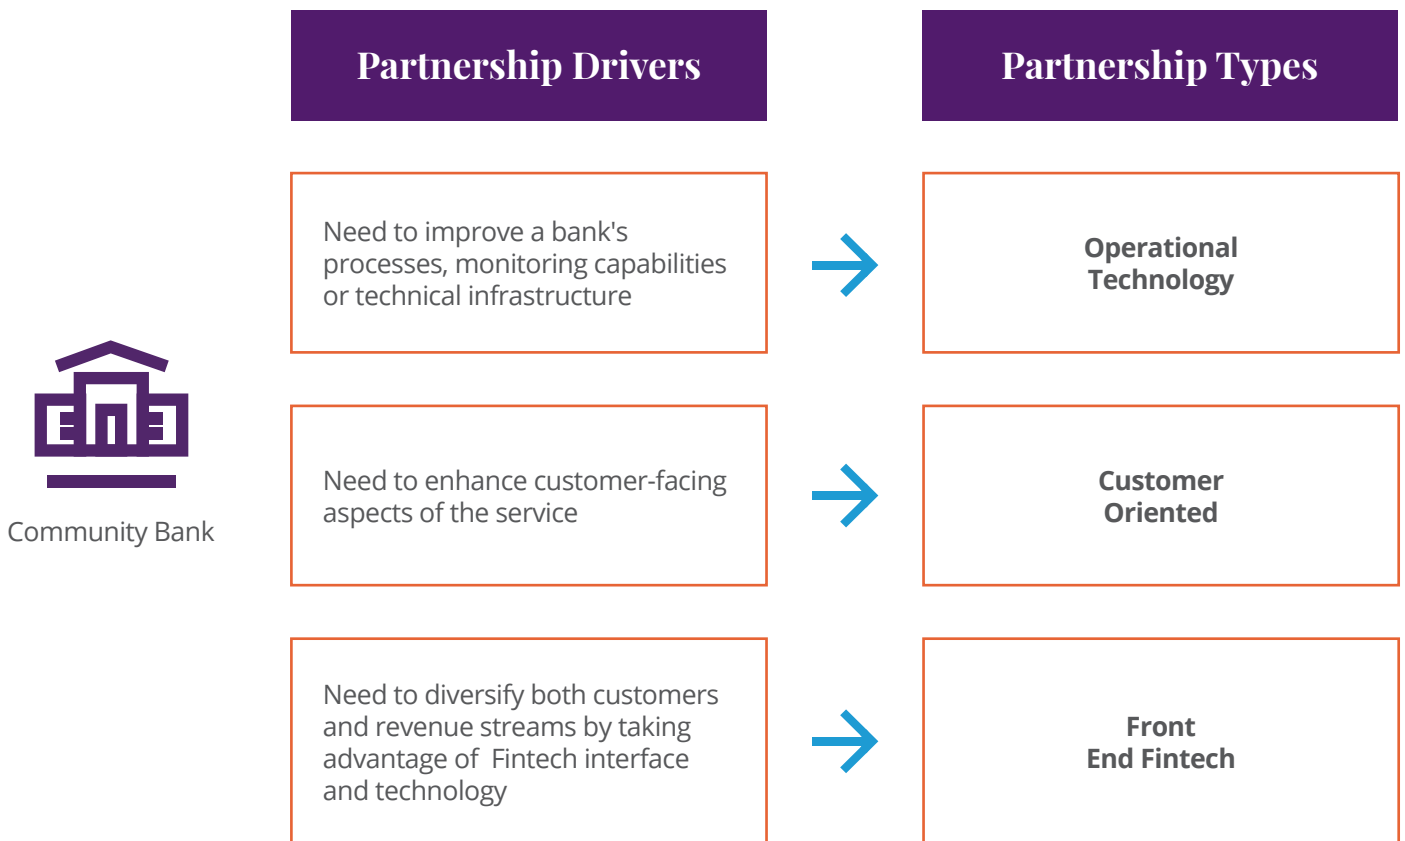 Partnership Drivers
Partnership Types
Need to improve a bank's
processes, monitoring capabilities
or technical infrastructure
Operational
Technology
Community Bank
Need to enhance customer-facing
aspects of the service
Customer
Oriented
Need to diversify both customers
and revenue streams by taking
advantage of  Fintech interface
and technology
Front
End Fintech